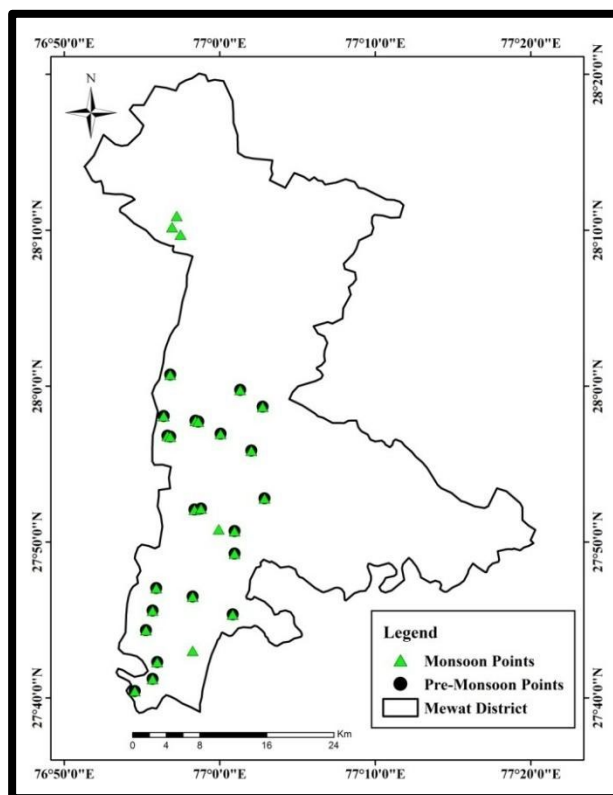 76°50'0"E 77°0'0"E 77°10'0"E 77°20'0"E
28°20'0"N
N
28°10'0"N 28°10'0"N
28°0'0"N 28°0'0"N
27°50'0"N 27°50'0"N
Legend
Monsoon Points
Pre-Monsoon Points
Mewat District
27°40'0"N 27°40'0"N
Km
0 4 8 16 24
76°50'0"E 77°0'0"E 77°10'0"E 77°20'0"E